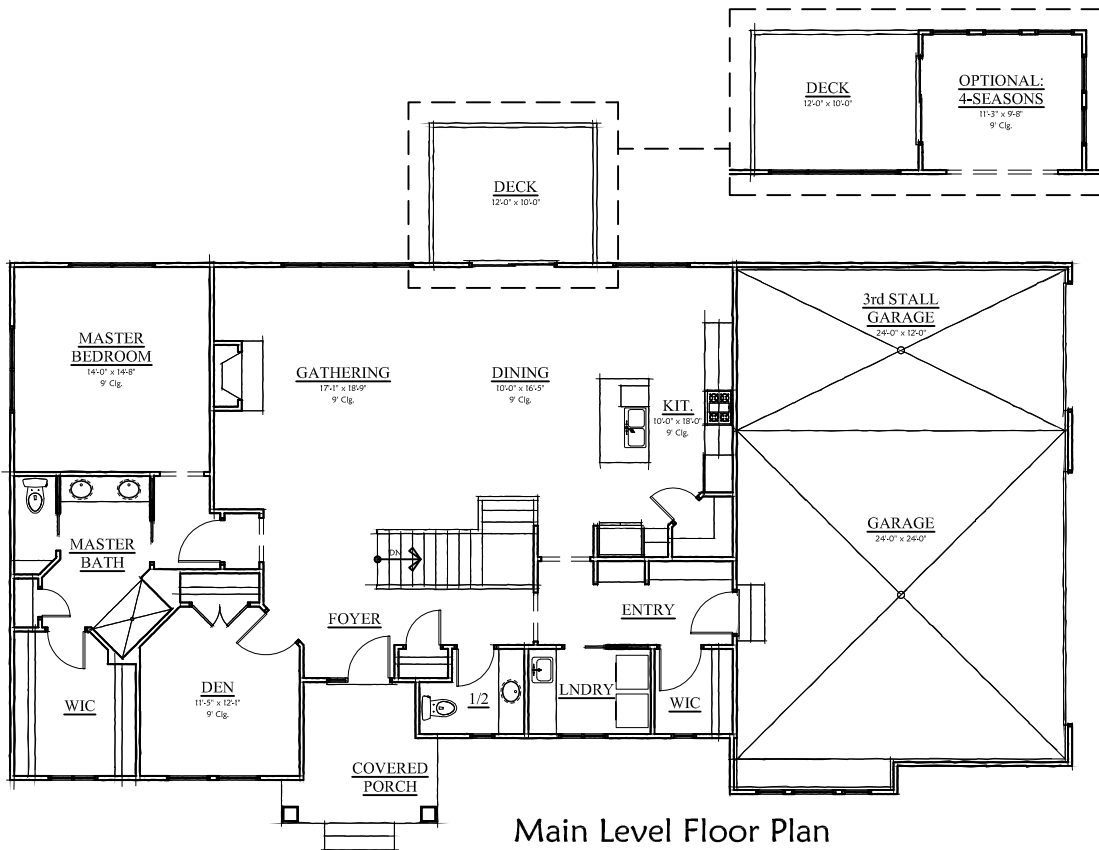 DECK
12'-0" x 10'-0"
OPTIONAL:
4-SEASONS
11'-3" x 9'-8"
9' Clg.
DECK
12'-0" x 10'-0"
MASTER
BEDROOM
14'-0" x 14'-8"
9' Clg.
GATHERING
17'-1" x 18'-9"
9' Clg.
DINING
10'-0" x 16'-5"
9' Clg.
KIT.
10'-0" x 18'-0"
9' Clg.
3rd STALL
GARAGE
24'-0" x 12'-0"
GARAGE
24'-0" x 24'-0"
MASTER
BATH
DN
FOYER
ENTRY
DEN
11'-5" x 12'-1"
9' Clg.
WIC
1/2
LNDRY
WIC
COVERED
PORCH
Main Level Floor Plan